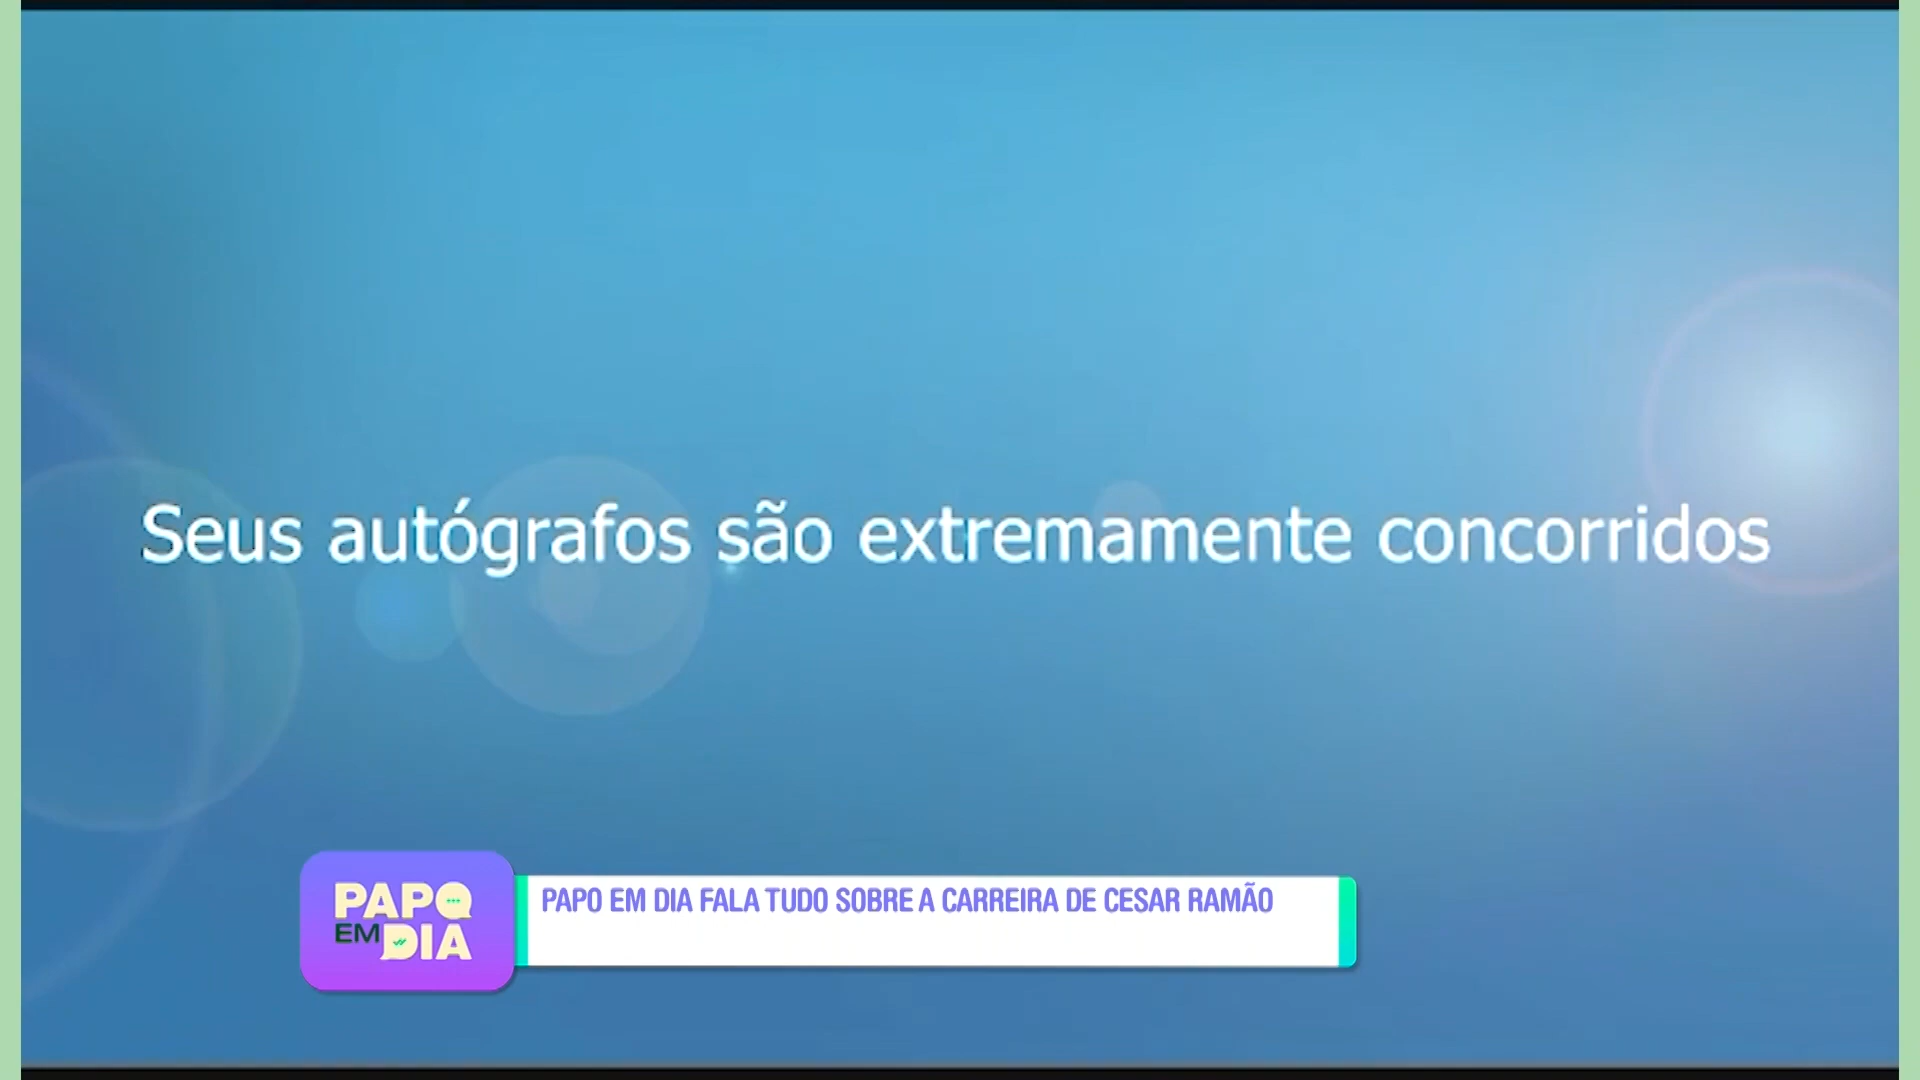 Seus autógrafos são extremamente concorridos
PAPO
EM DIA
PAPO EM DIA FALA TUDO SOBRE A CARREIRA DE CESAR RAMÃO